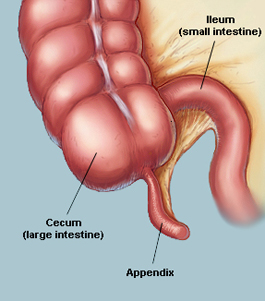 Ileum
(small intestine)
Cecum
(large intestine)
Appendix